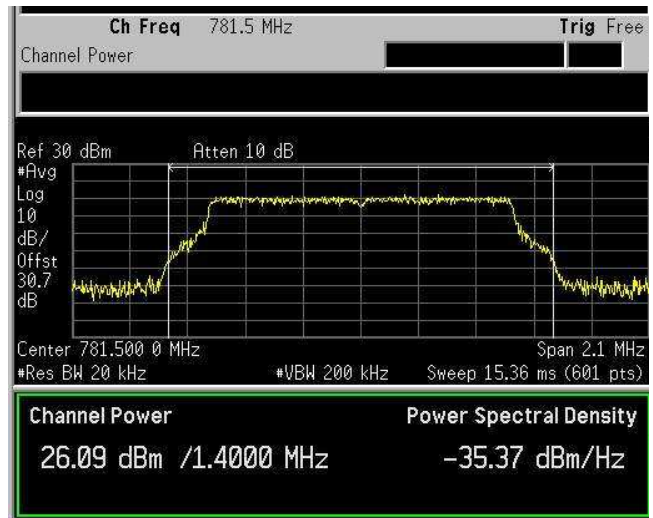 Ch Freq 781.5 MHz Trig Free
Channel Power
Ref 30 dBm Atten 10 dB
#Avg
Log
10
dB/
Offst
30.7
dB
Center 781.500 0 MHz Span 2.1 MHz
#Res BW 20 kHz #VBW 200 kHz Sweep 15.36 ms (601 pts)
Channel Power Power Spectral Density
26.09 dBm /1.4000 MHz -35.37 dBm/Hz